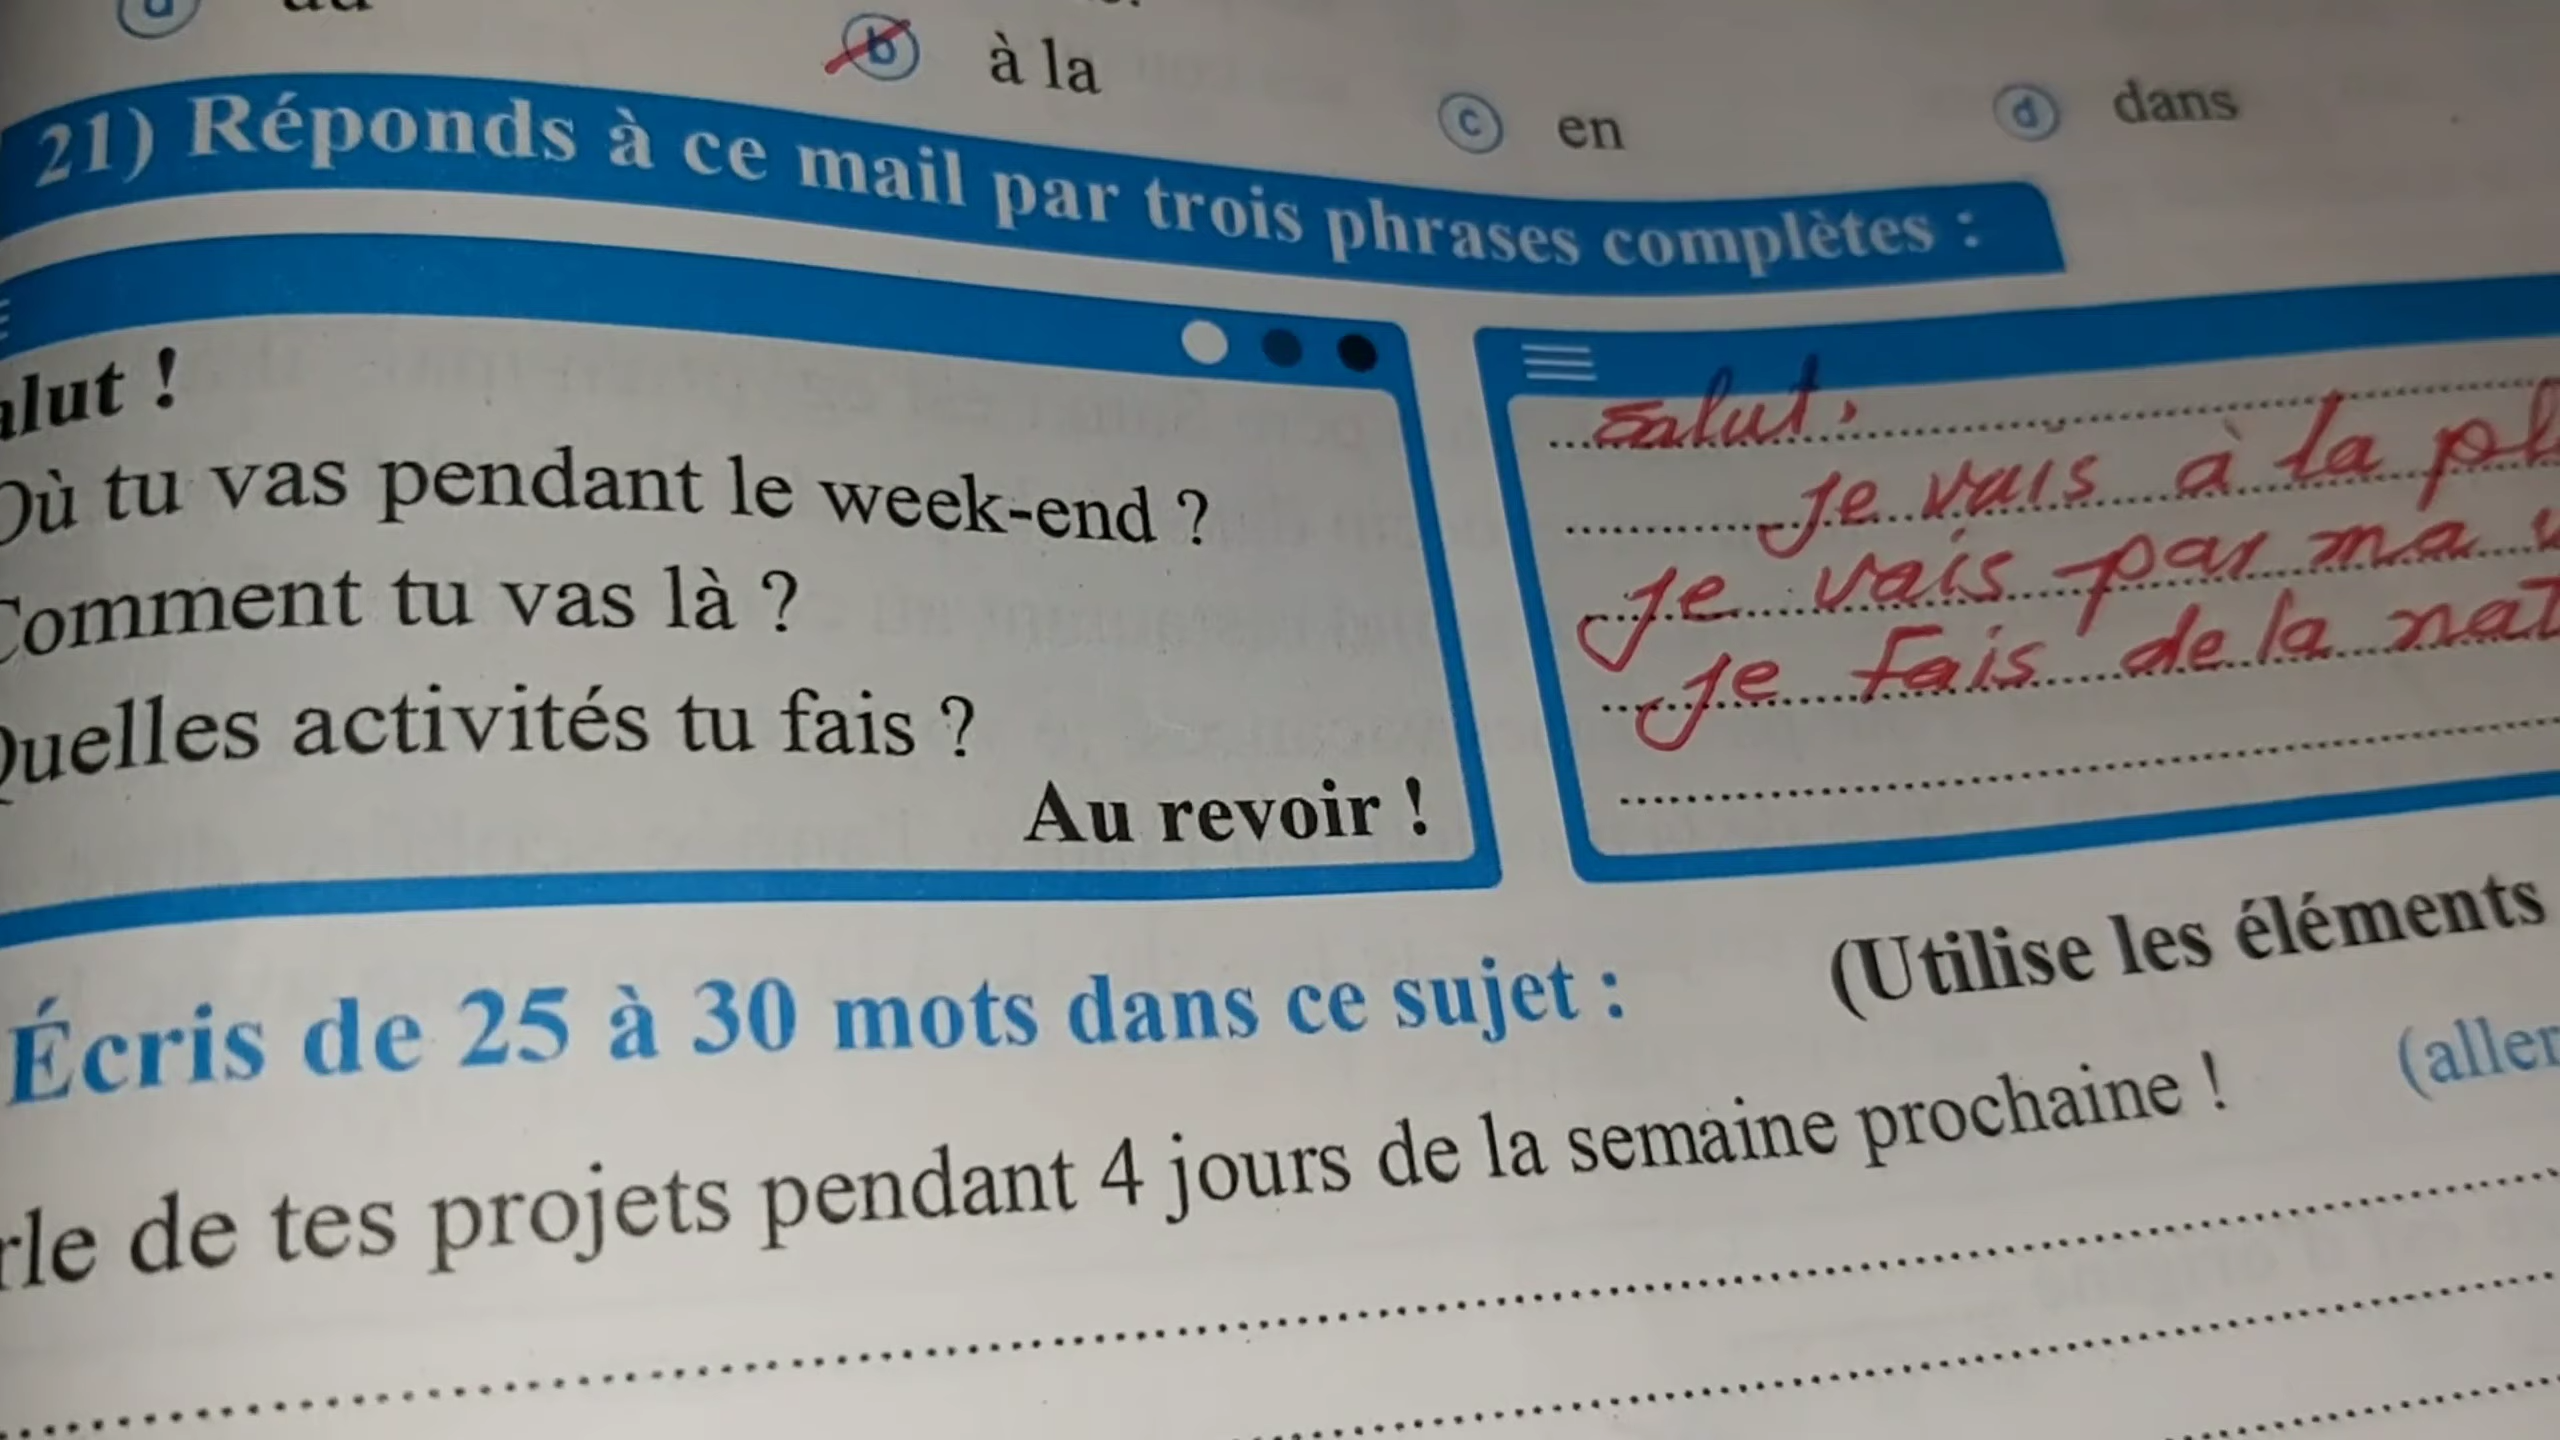 b à la
c en
d dans
21) Réponds à ce mail par trois phrases complètes :
lut !
Où tu vas pendant le week-end ?
Comment tu vas là ?
Quelles activités tu fais ?
Au revoir !
Salut,
Je vais à la
Je vais par ma
Je fais de la
Écris de 25 à 30 mots dans ce sujet : (Utilise les éléments
rle de tes projets pendant 4 jours de la semaine prochaine ! (aller